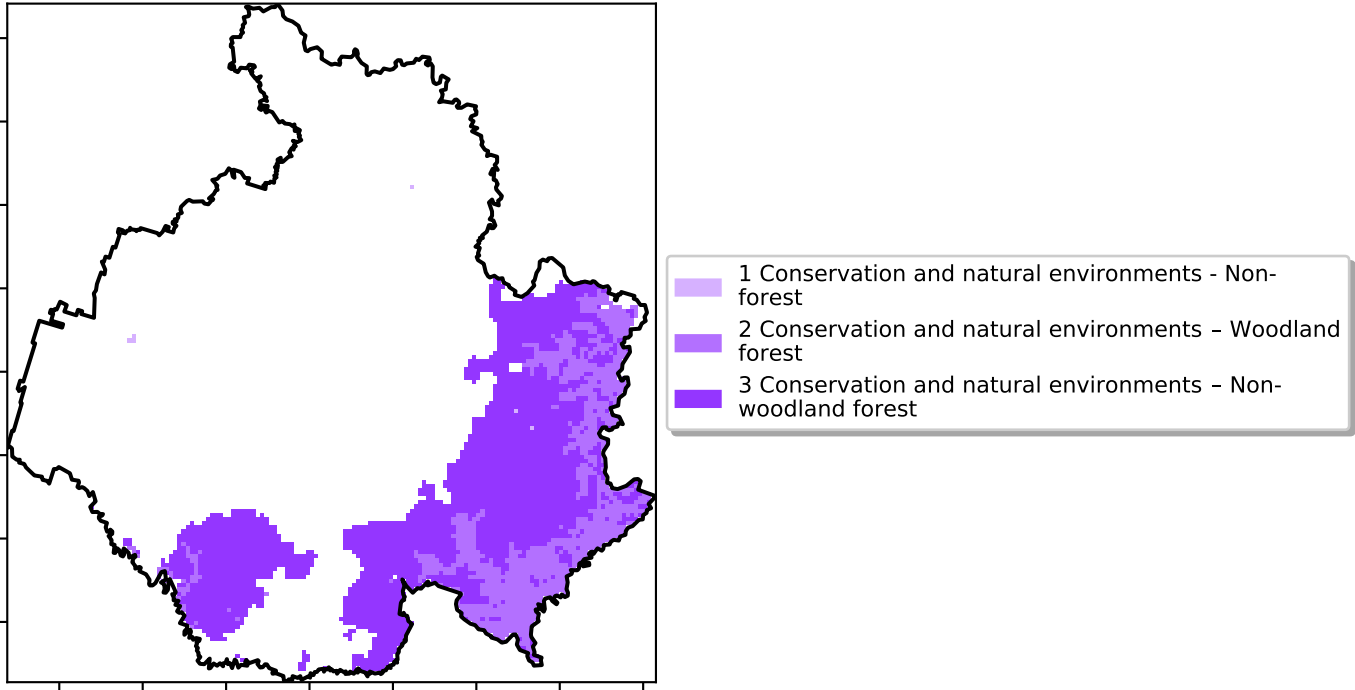 1 Conservation and natural environments - Non-
forest
2 Conservation and natural environments – Woodland
forest
3 Conservation and natural environments – Non-
woodland forest